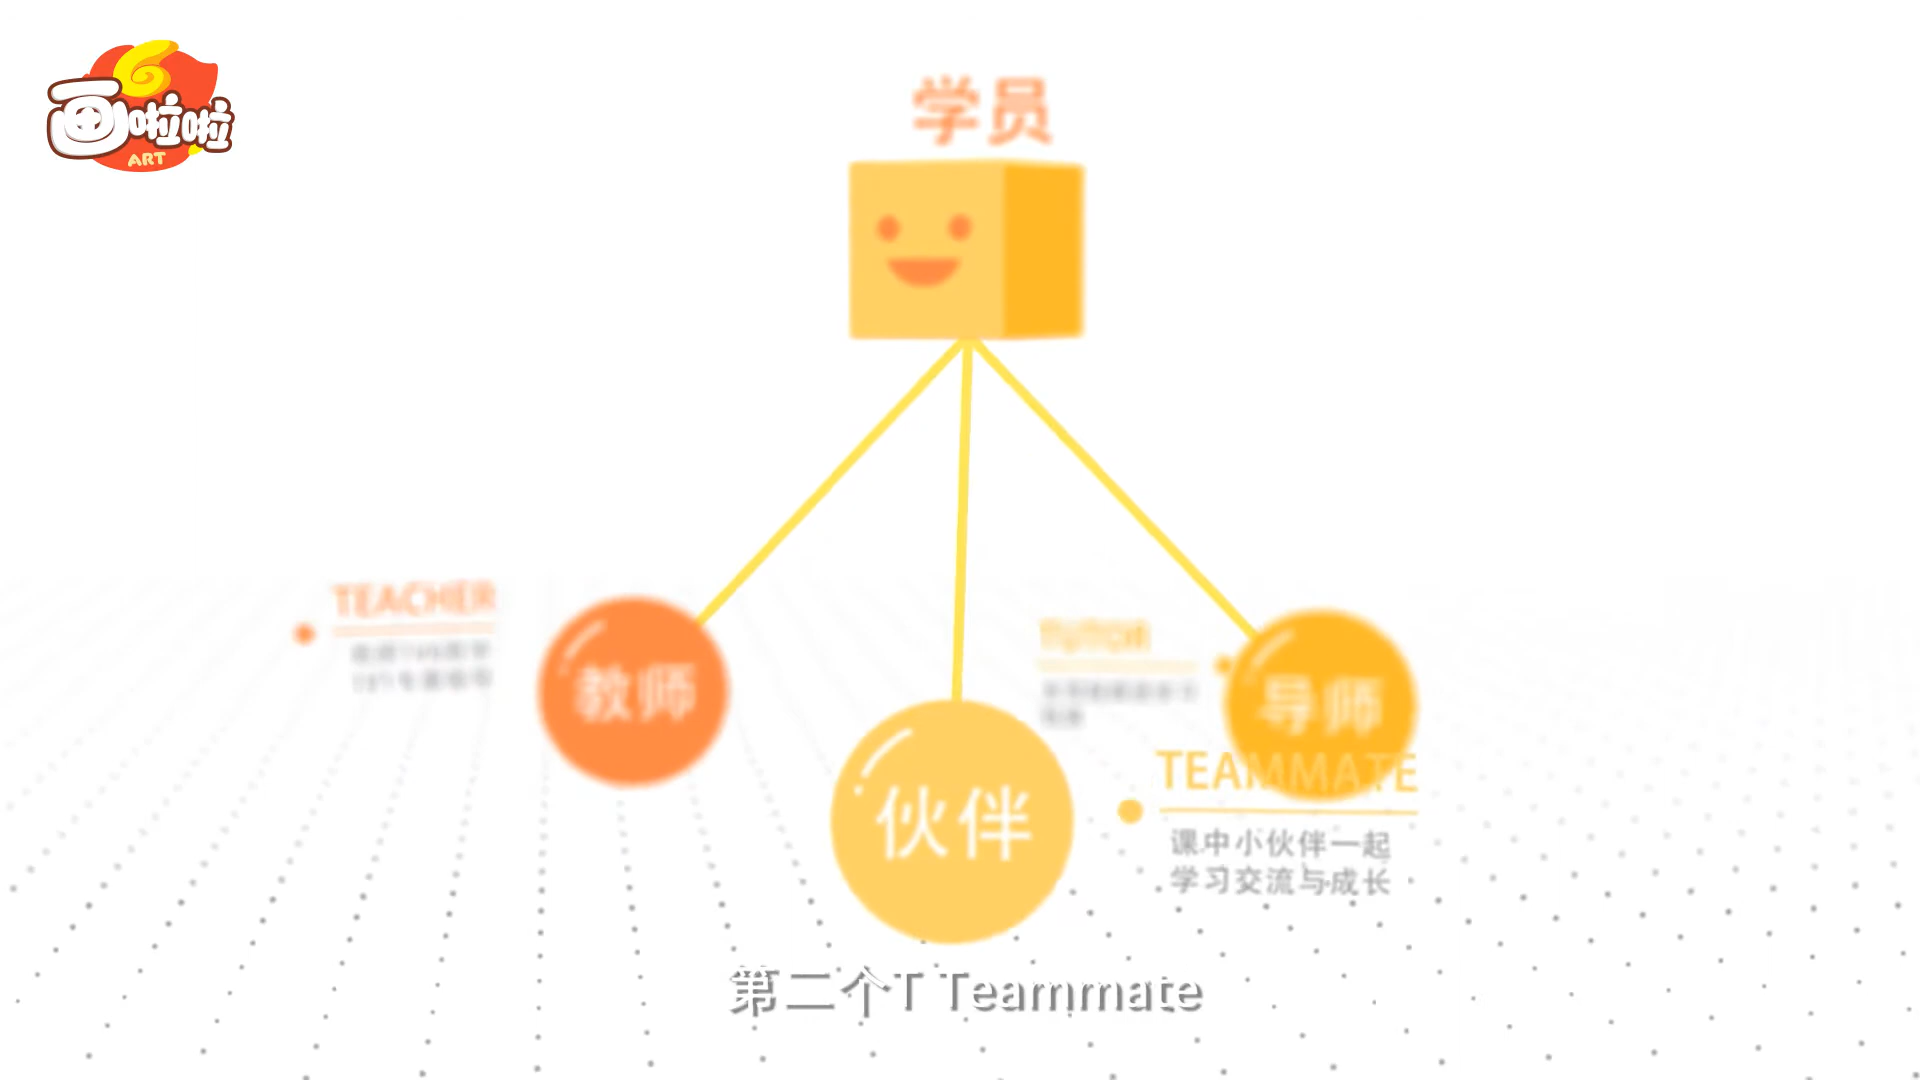 画啦啦
ART
学员
TEACHER
教师
TUTOR
导师
伙伴
TEAMMATE
课中小伙伴一起
学习交流与成长
第二个T Teammate